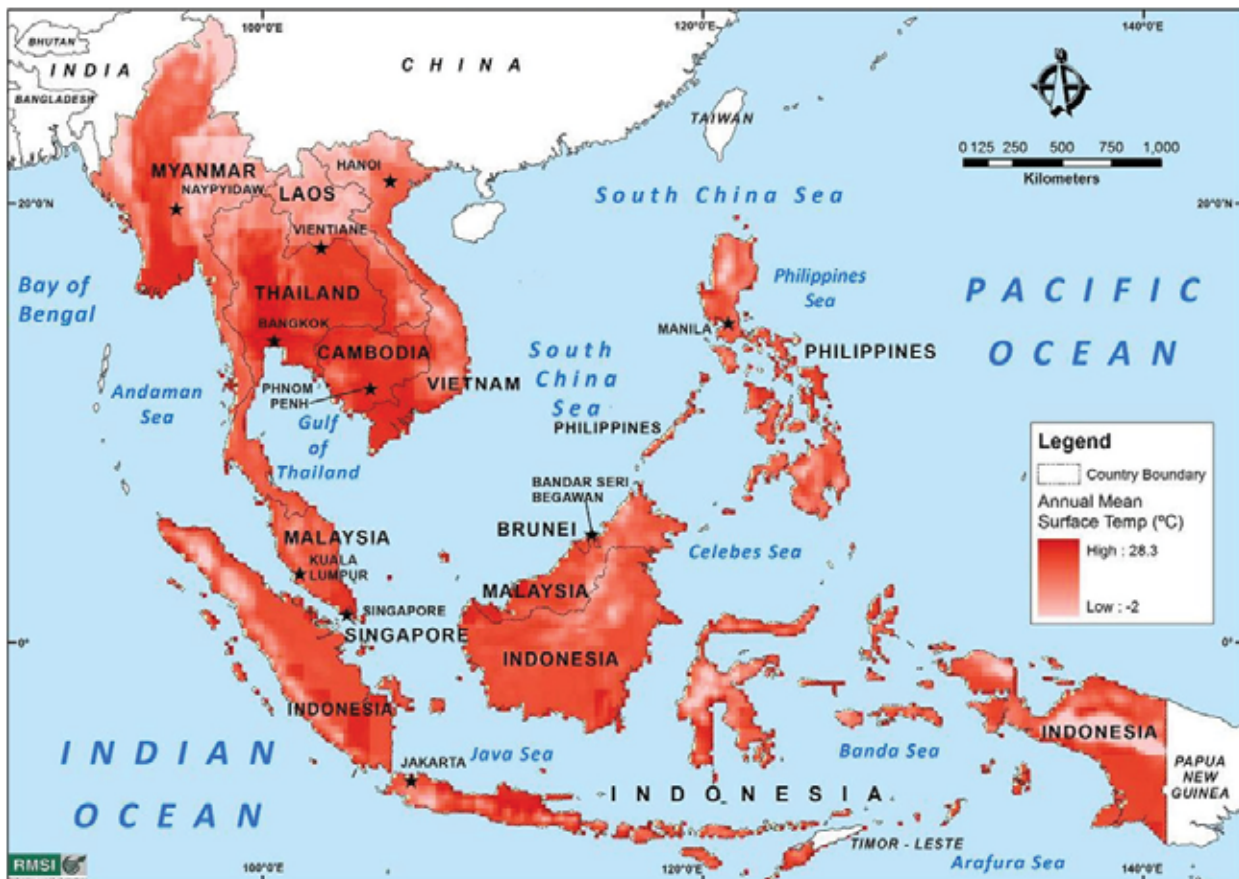 100°0'E
120°0'E
140°0'E
BHUTAN
INDIA
CHINA
BANGLADESH
TAIWAN
0 125 250 500 750 1,000
Kilometers
MYANMAR
NAYPYIDAW
HANOI
LAOS
20°0'N
20°0'N
South China Sea
VIENTIANE
Bay of
Bengal
THAILAND
BANGKOK
Philippines
Sea
PACIFIC
OCEAN
MANILA
PHILIPPINES
CAMBODIA
South
China
Sea
VIETNAM
PHNOM
PENH
Andaman
Sea
Gulf
of
Thailand
PHILIPPINES
Legend
Country Boundary
Annual Mean
Surface Temp (ºC)
High : 28.3
Low : -2
BANDAR SERI
BEGAWAN
BRUNEI
MALAYSIA
KUALA
LUMPUR
Celebes Sea
MALAYSIA
SINGAPORE
SINGAPORE
0°
0°
INDONESIA
INDONESIA
INDONESIA
INDIAN
OCEAN
Java Sea
Banda Sea
JAKARTA
INDONESIA
PAPUA
NEW
GUINEA
TIMOR - LESTE
Arafura Sea
RMSI
100°0'E
120°0'E
140°0'E